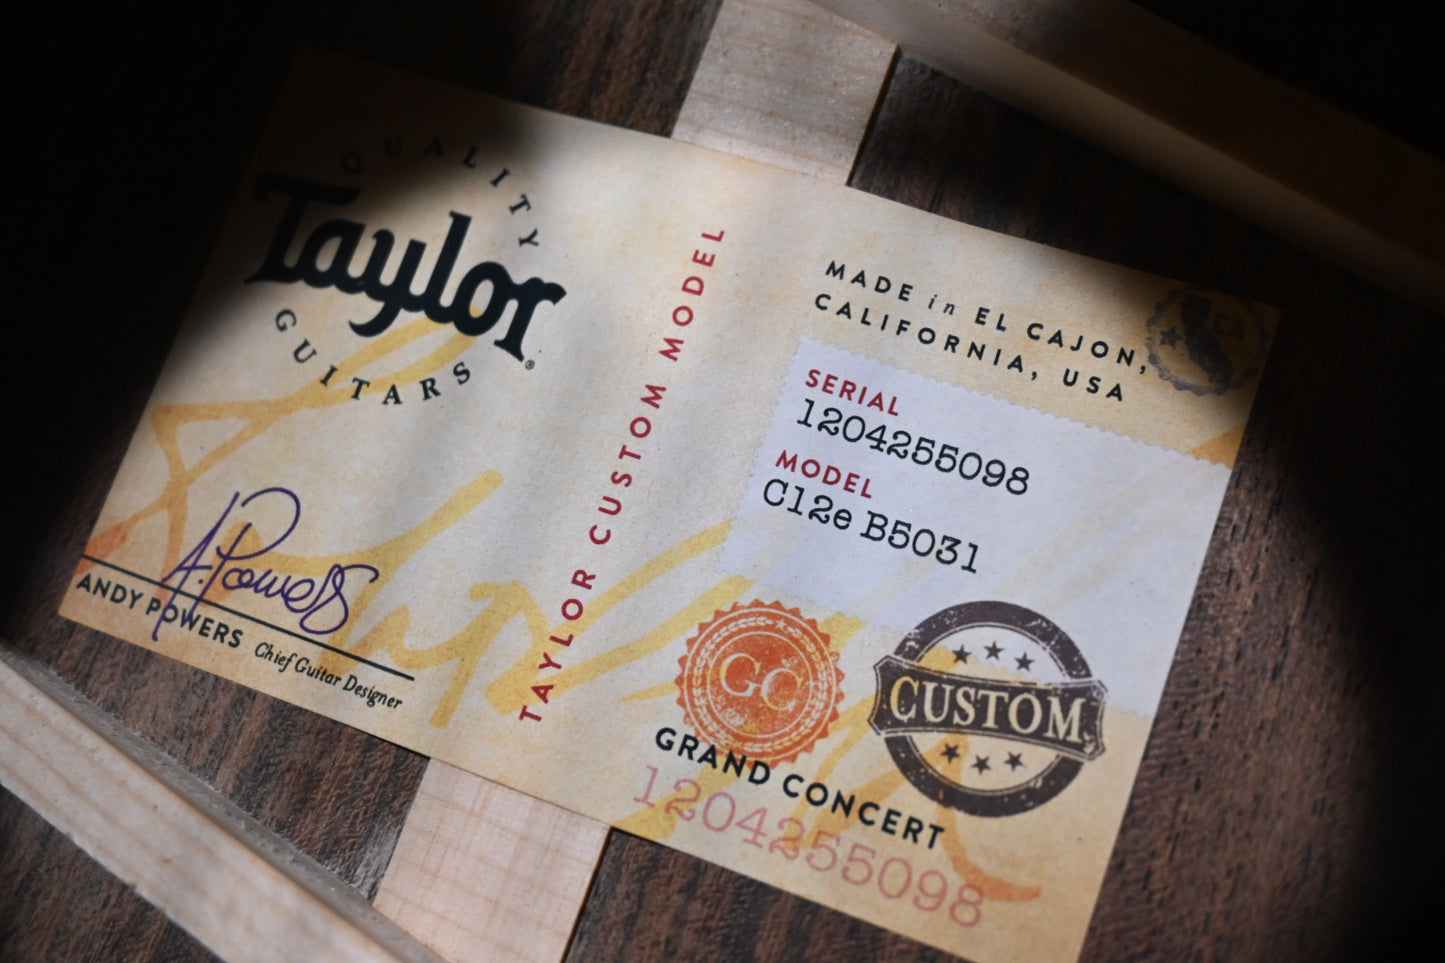 QUALITY
Taylor®
GUITARS
A. Powers
ANDY POWERS Chief Guitar Designer
TAYLOR CUSTOM MODEL
MADE in EL CAJON,
CALIFORNIA, USA
CA
SERIAL
1204255098
MODEL
C12e B5031
GC
GRAND CONCERT
CUSTOM
1204255098